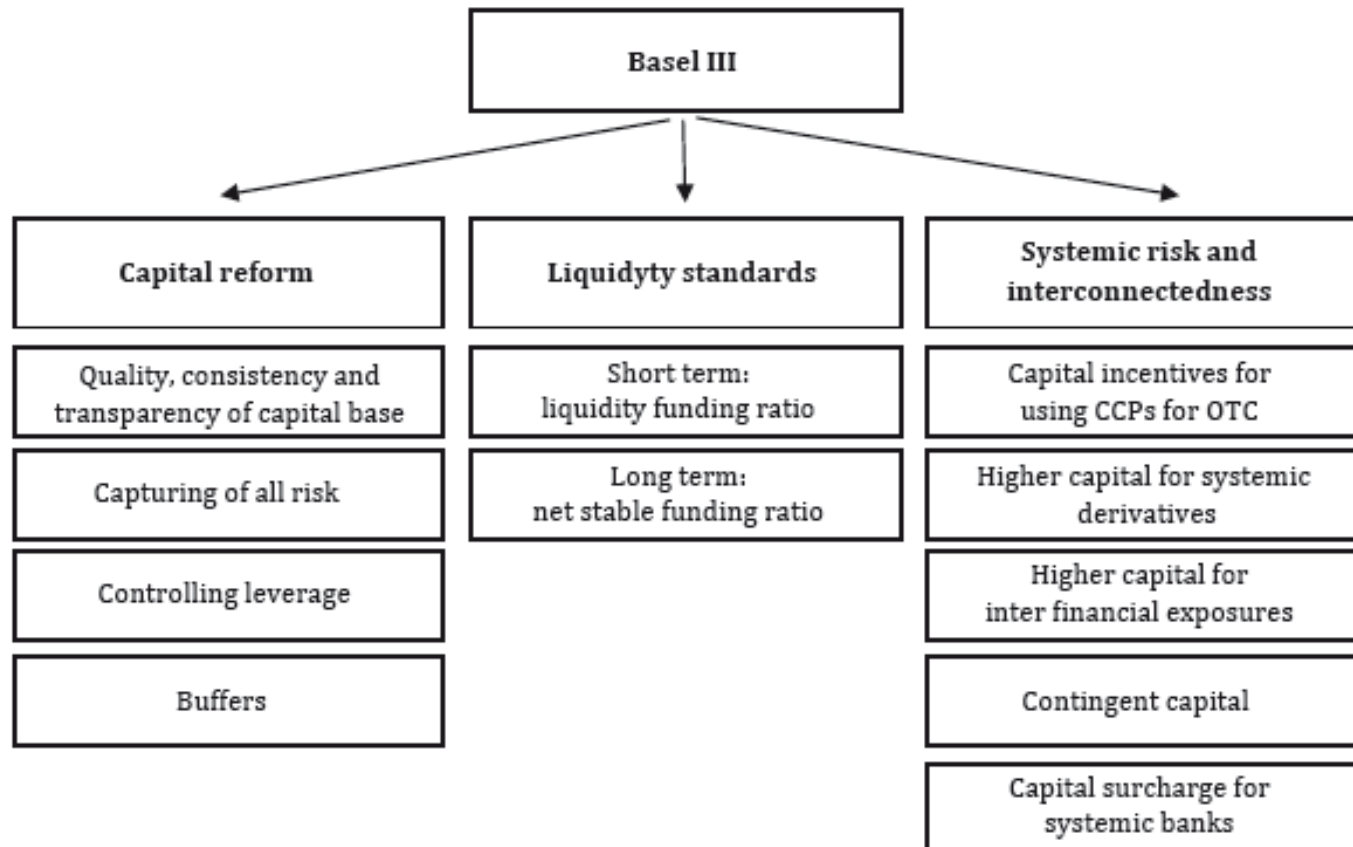 Basel III
Capital reform
Quality, consistency and
transparency of capital base
Capturing of all risk
Controlling leverage
Buffers
Liquidyty standards
Short term:
liquidity funding ratio
Long term:
net stable funding ratio
Systemic risk and
interconnectedness
Capital incentives for
using CCPs for OTC
Higher capital for systemic
derivatives
Higher capital for
inter financial exposures
Contingent capital
Capital surcharge for
systemic banks